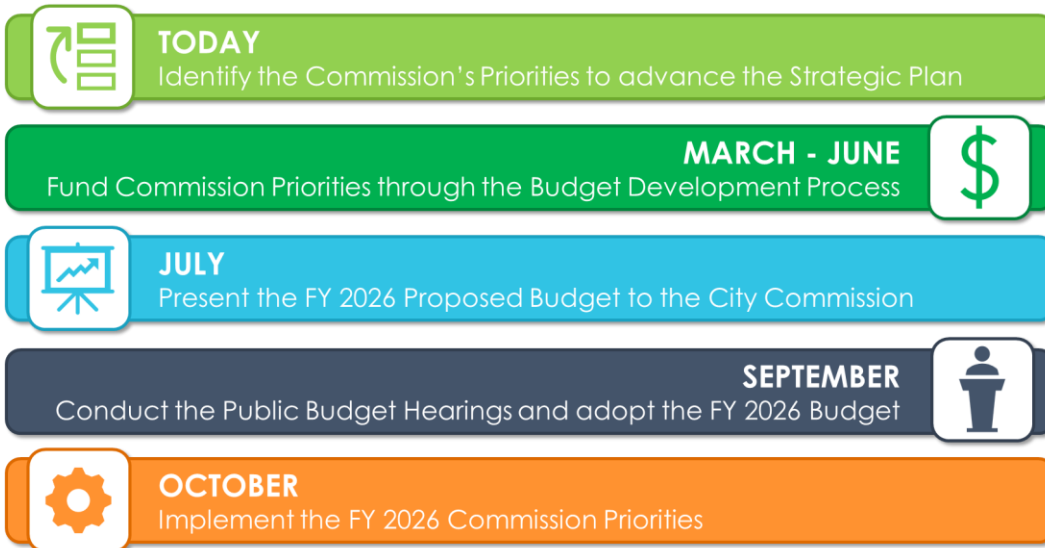 TODAY
Identify the Commission's Priorities to advance the Strategic Plan
MARCH - JUNE
Fund Commission Priorities through the Budget Development Process
$
JULY
Present the FY 2026 Proposed Budget to the City Commission
SEPTEMBER
Conduct the Public Budget Hearings and adopt the FY 2026 Budget
OCTOBER
Implement the FY 2026 Commission Priorities